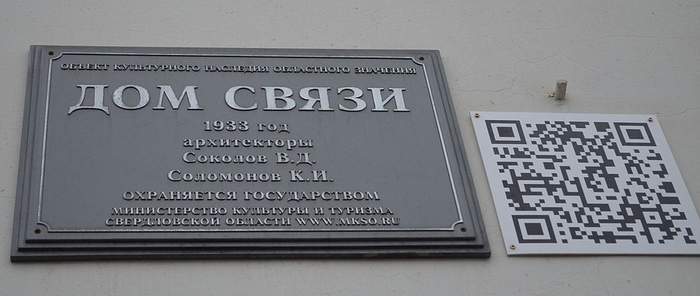 ОБЪЕКТ КУЛЬТУРНОГО НАСЛЕДИЯ ОБЛАСТНОГО ЗНАЧЕНИЯ
ДОМ СВЯЗИ
1933 год
архитекторы
Соколов В.Д.
Соломонов К.И.
ОХРАНЯЕТСЯ ГОСУДАРСТВОМ
МИНИСТЕРСТВО КУЛЬТУРЫ И ТУРИЗМА
СВЕРДЛОВСКОЙ ОБЛАСТИ WWW.MKSO.RU